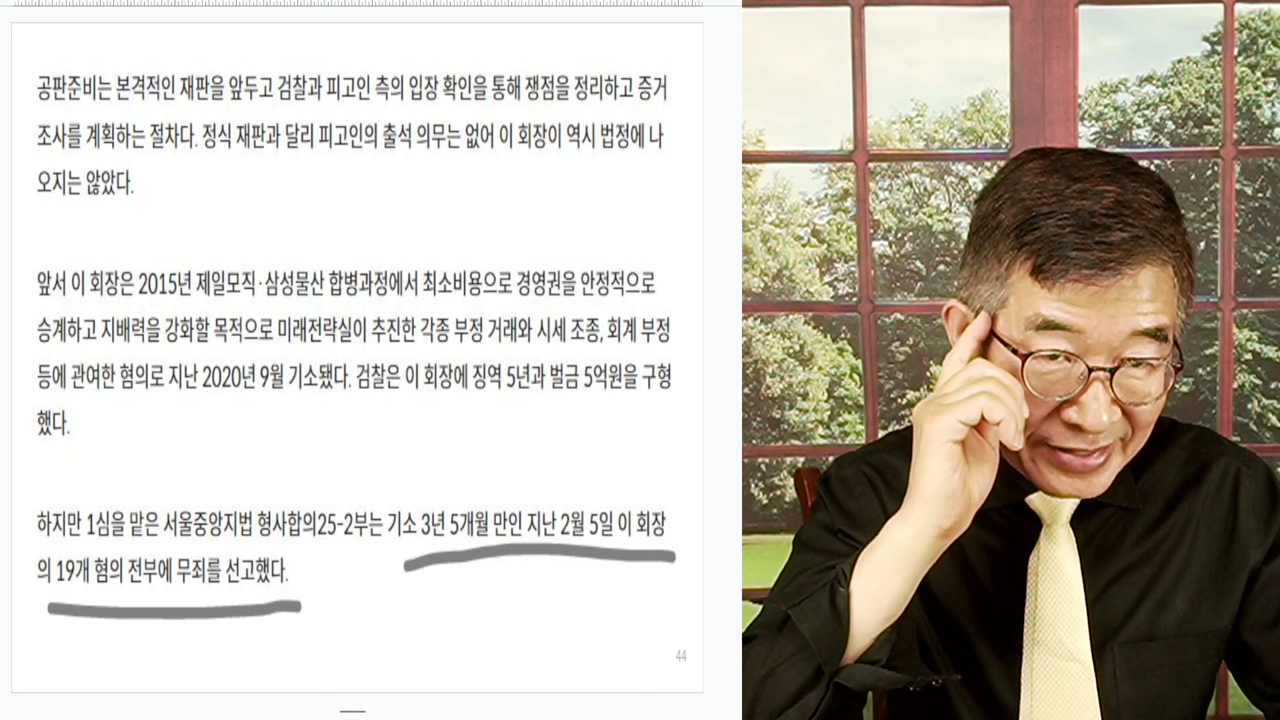 공판준비는 본격적인 재판을 앞두고 검찰과 피고인 측의 입장 확인을 통해 쟁점을 정리하고 증거
조사를 계획하는 절차다. 정식 재판과 달리 피고인의 출석 의무는 없어 이 회장이 역시 법정에 나
오지는 않았다.
앞서 이 회장은 2015년 제일모직·삼성물산 합병과정에서 최소비용으로 경영권을 안정적으로
승계하고 지배력을 강화할 목적으로 미래전략실이 추진한 각종 부정 거래와 시세 조종, 회계 부정
등에 관여한 혐의로 지난 2020년 9월 기소됐다. 검찰은 이 회장에 징역 5년과 벌금 5억원을 구형
했다.
하지만 1심을 맡은 서울중앙지법 형사합의25-2부는 기소 3년 5개월 만인 지난 2월 5일 이 회장
의 19개 혐의 전부에 무죄를 선고했다.
44